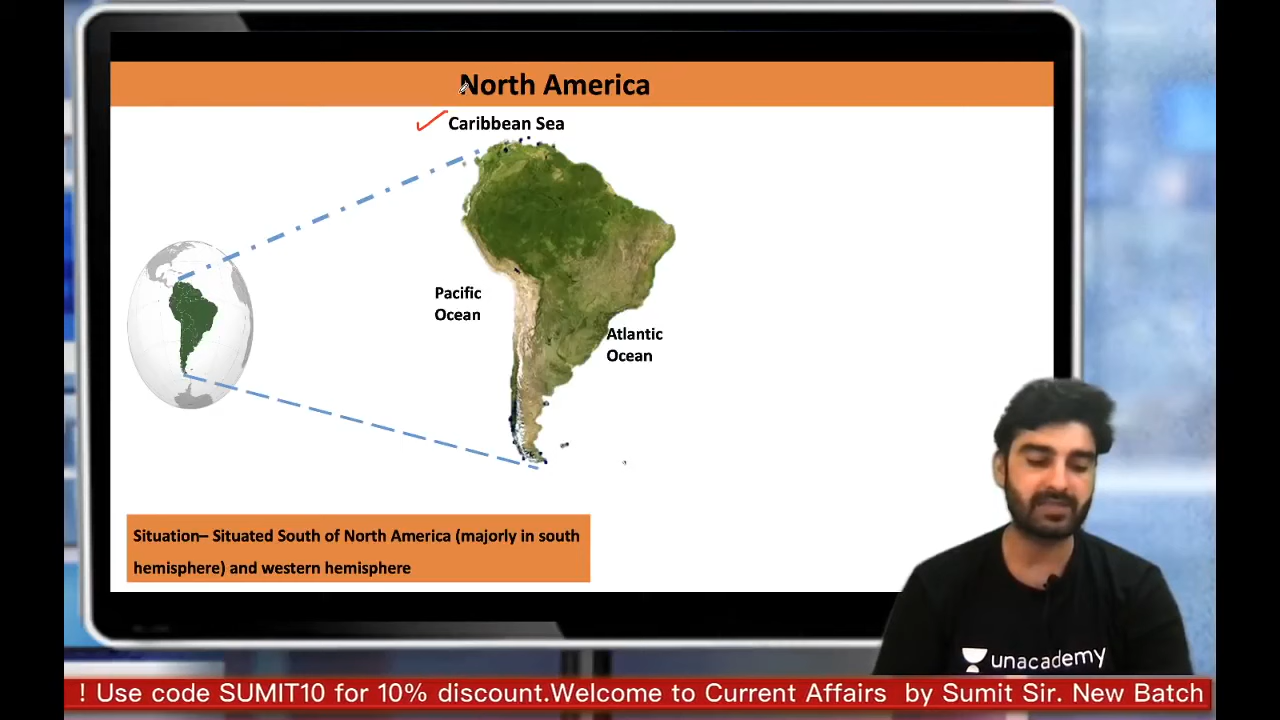 North America
Caribbean Sea
Pacific
Ocean
Atlantic
Ocean
Situation– Situated South of North America (majorly in south
hemisphere) and western hemisphere
unacademy
! Use code SUMIT10 for 10% discount.Welcome to Current Affairs by Sumit Sir. New Batch